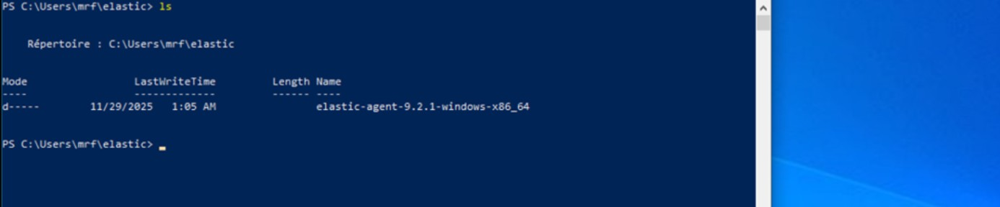 PS C:\Users\mrf\elastic> ls
Répertoire : C:\Users\mrf\elastic
Mode LastWriteTime Length Name
---- ------------- ------ ----
d----- 11/29/2025 1:05 AM elastic-agent-9.2.1-windows-x86_64
PS C:\Users\mrf\elastic>